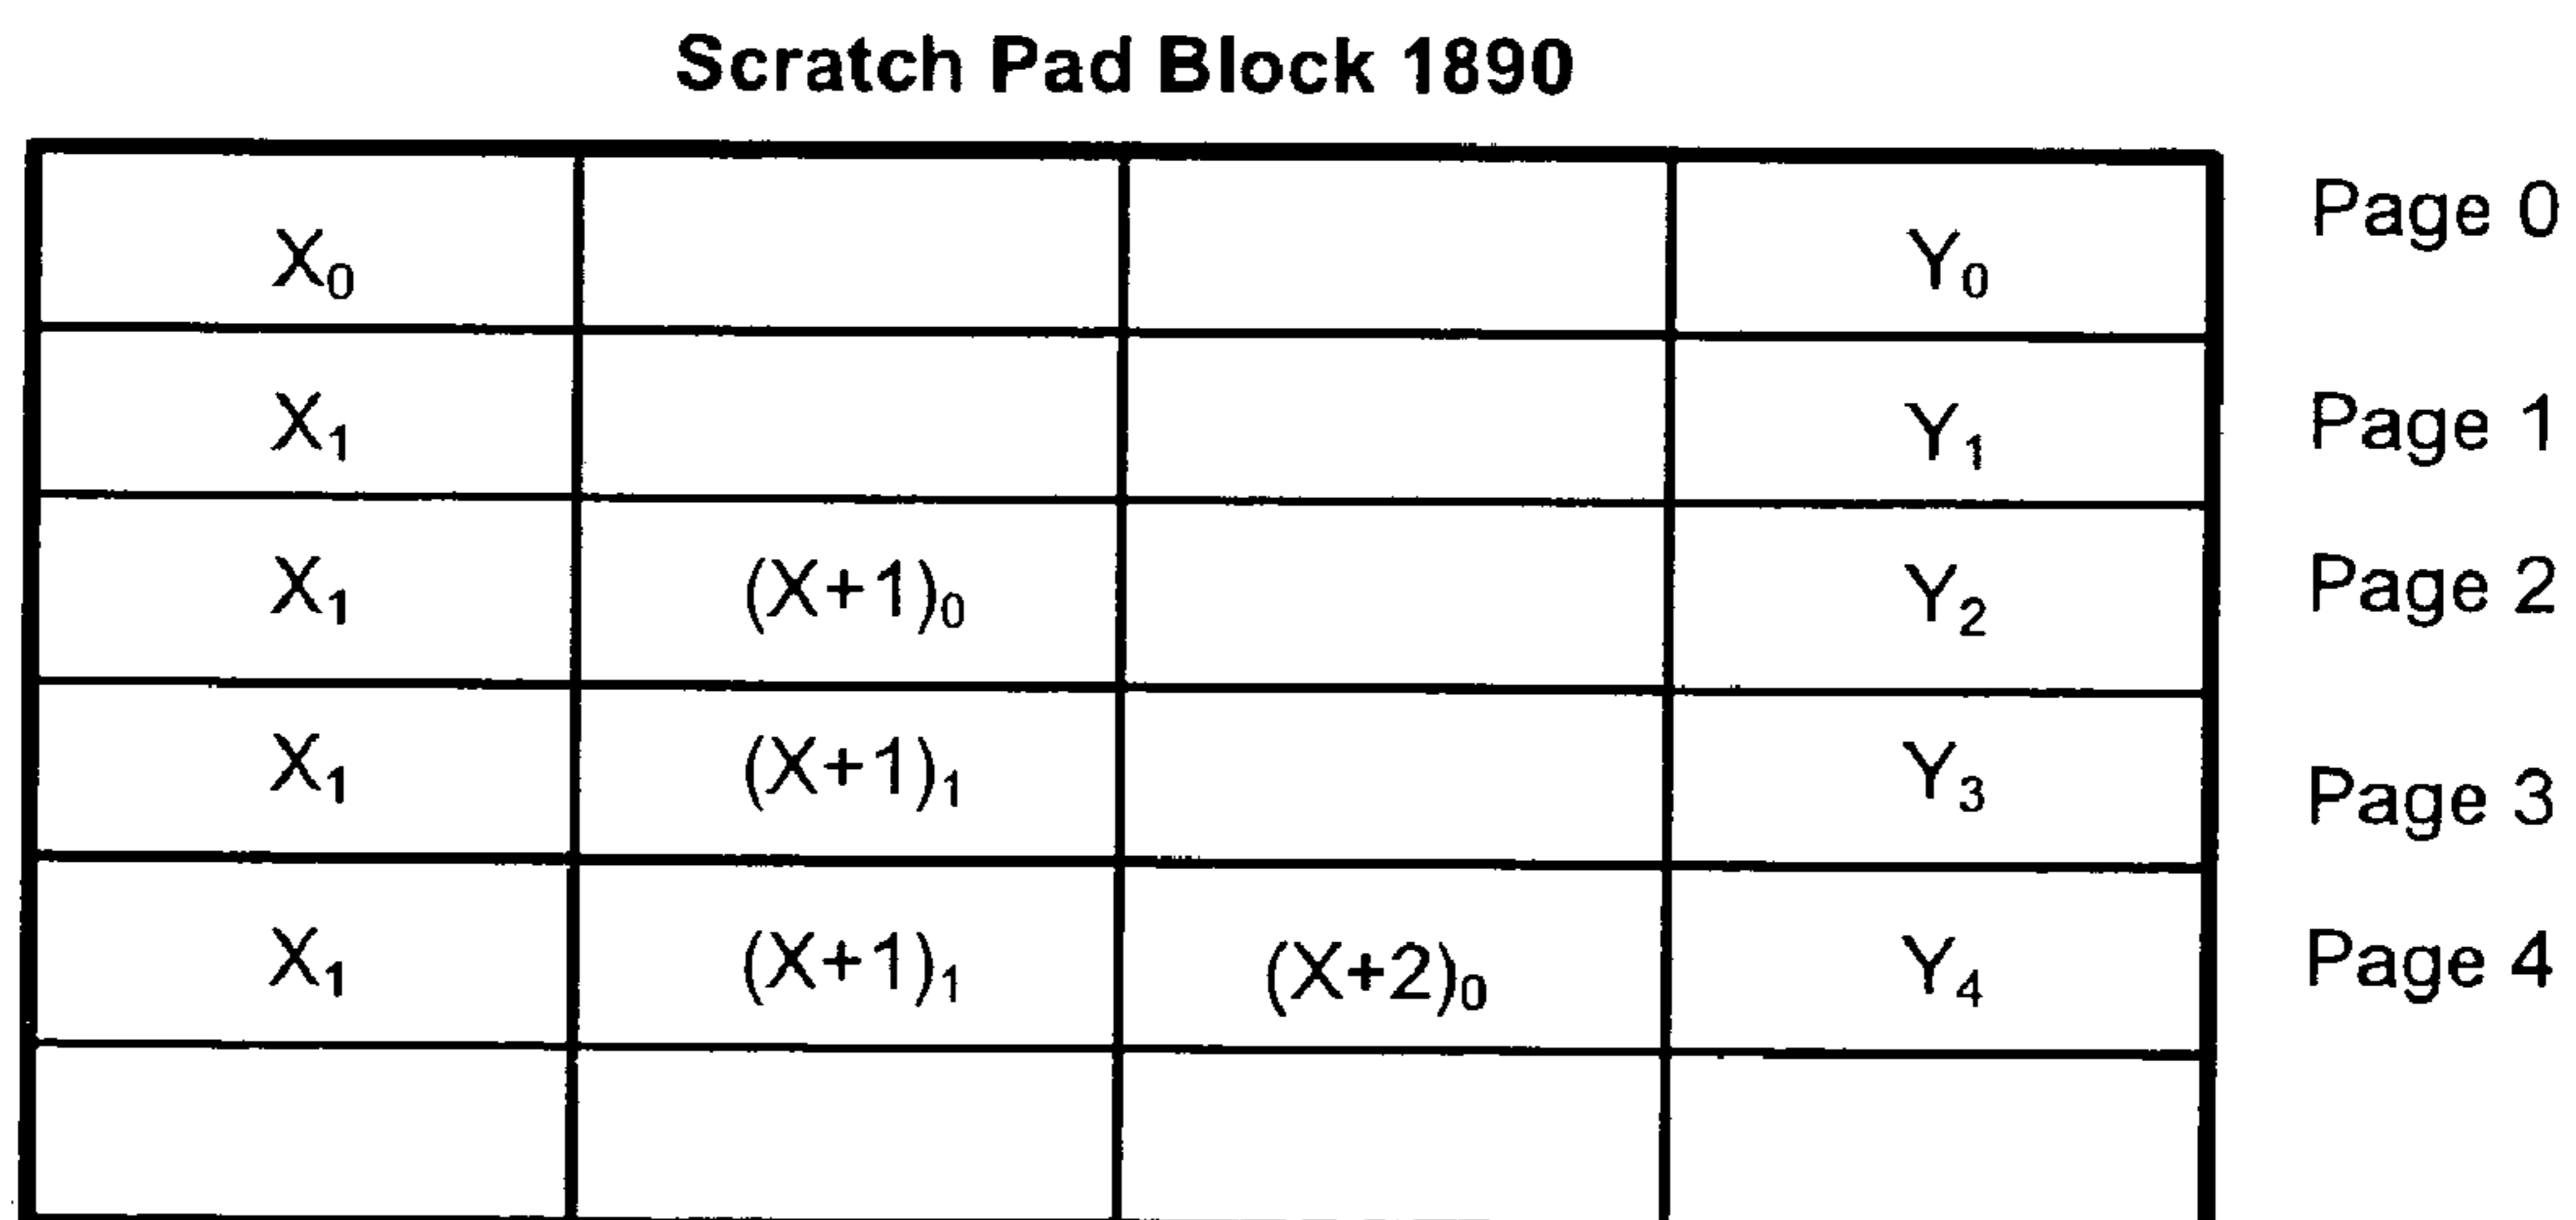 Scratch Pad Block 1890
X₀ Y₀ Page 0
X₁ Y₁ Page 1
X₁ (X+1)₀ Y₂ Page 2
X₁ (X+1)₁ Y₃ Page 3
X₁ (X+1)₁ (X+2)₀ Y₄ Page 4